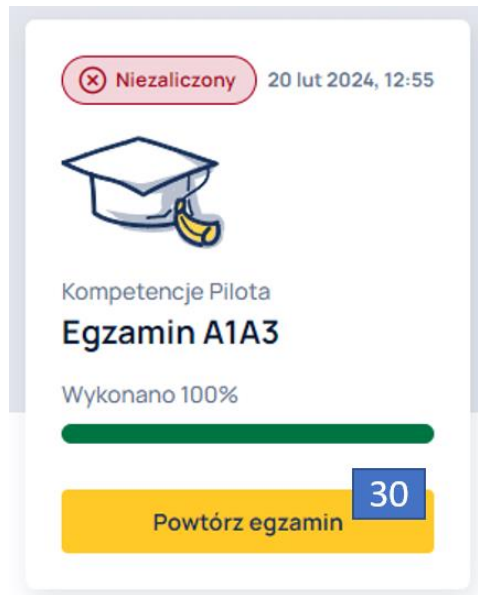 Niezaliczony 20 lut 2024, 12:55
Kompetencje Pilota
Egzamin A1A3
Wykonano 100%
30
Powtórz egzamin